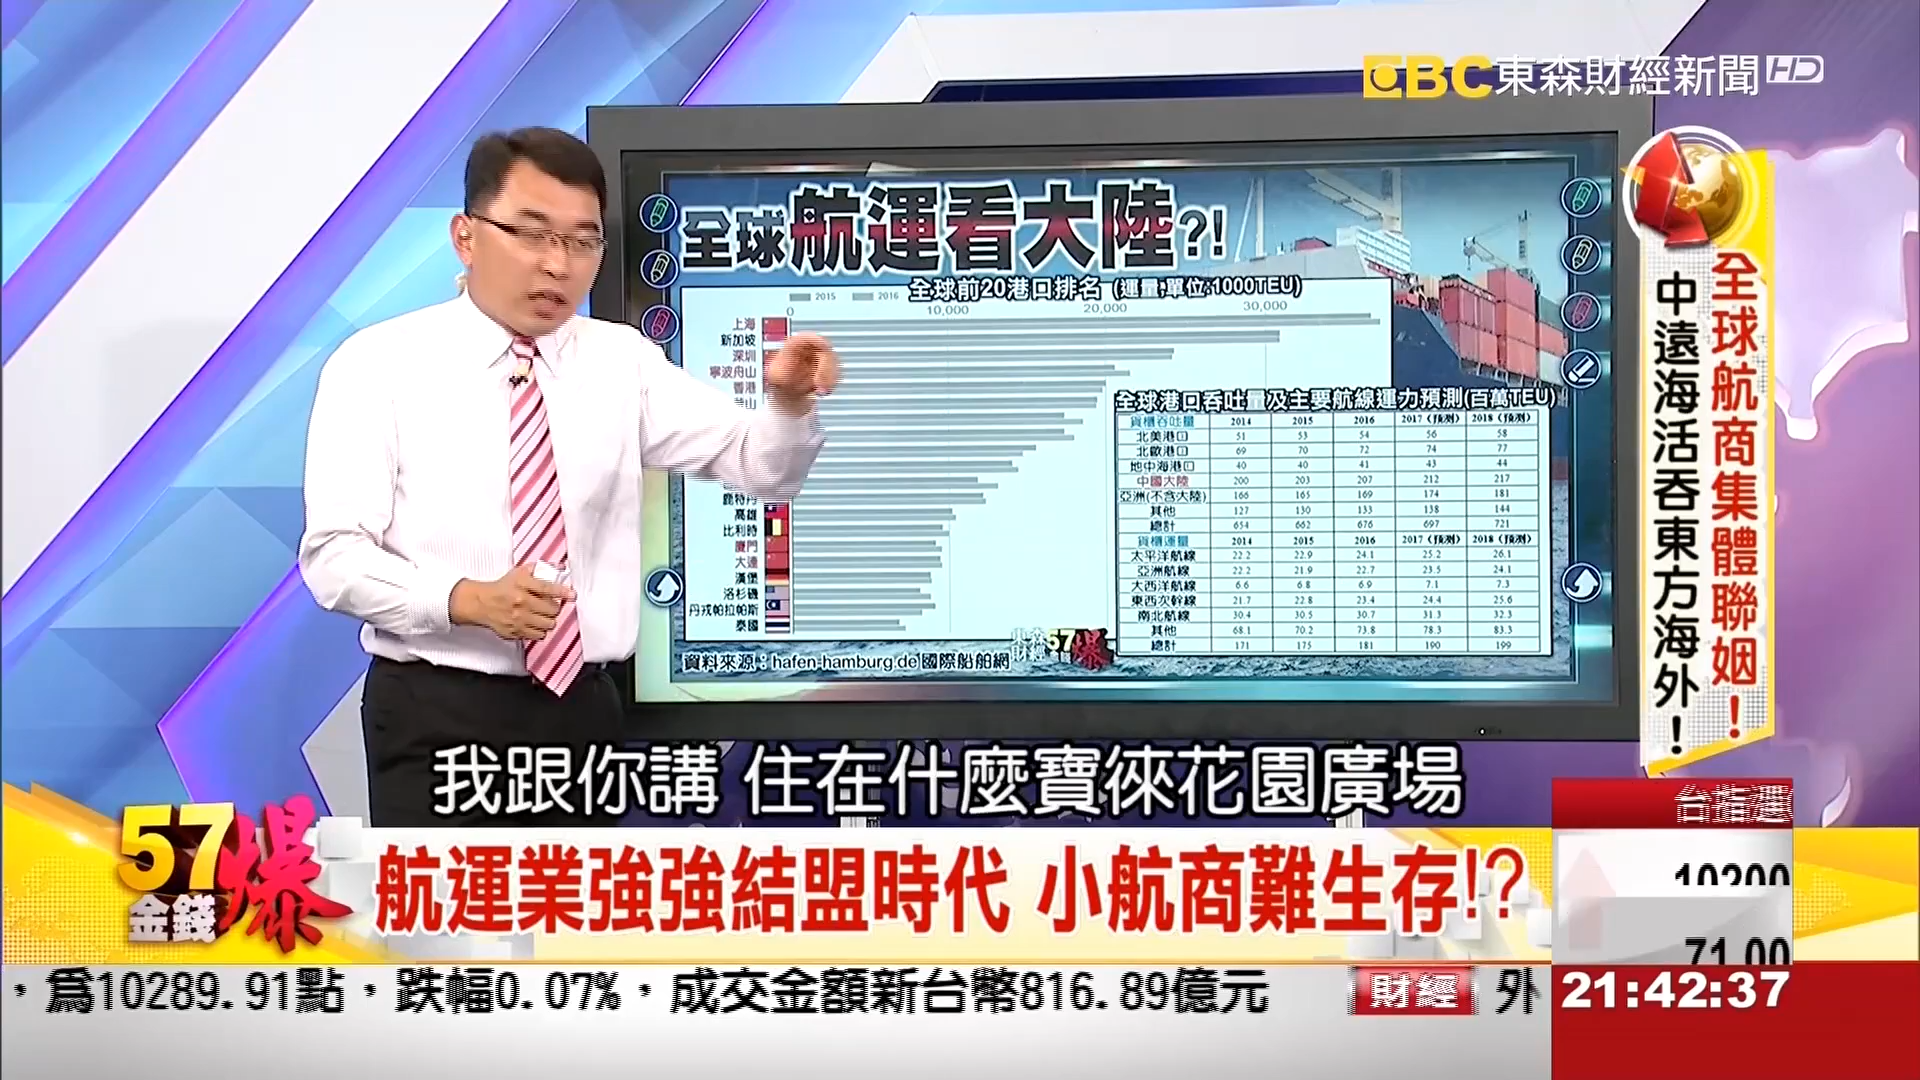 EBC東森財經新聞HD
全球航商集體聯姻！
中遠海活吞東方海外！
全球航運看大陸?!
全球前20港口排名 (運量,單位:1000TEU)
2015 2016
0 10,000 20,000 30,000
上海
新加坡
深圳
寧波舟山
香港
山
鹿特丹
高雄
比利時
廈門
大連
漢堡
洛杉磯
丹戎帕拉帕斯
泰國
全球港口吞吐量及主要航線運力預測(百萬TEU)
貨櫃吞吐量 2014 2015 2016 2017 (預測) 2018 (預測)
北美港口 51 53 54 56 58
北歐港口 69 70 72 74 77
地中海港口 40 40 41 43 44
中國大陸 200 203 207 212 217
亞洲(不含大陸) 166 165 169 174 181
其他 127 130 133 138 144
總計 654 662 676 697 721
貨櫃運量 2014 2015 2016 2017 (預測) 2018 (預測)
太平洋航線 22.2 22.9 24.1 25.2 26.1
亞洲航線 22.2 21.9 22.7 23.5 24.1
大西洋航線 6.6 6.8 6.9 7.1 7.3
東西次幹線 21.7 22.8 23.4 24.4 25.6
南北航線 30.4 30.5 30.7 31.3 32.3
其他 68.1 70.2 73.8 78.3 83.3
總計 171 175 181 190 199
資料來源：hafen-hamburg.de 國際船舶網
東森財經 57 爆
我跟你講 住在什麼寶徠花園廣場
57金錢爆
航運業強強結盟時代 小航商難生存!?
台指選
10200
71.00
，為10289.91點，跌幅0.07%，成交金額新台幣816.89億元 財經 外
21:42:37